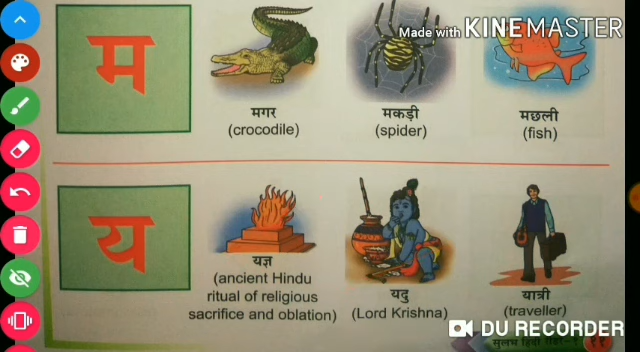 Made with KINEMASTER
म
मगर
(crocodile)
मकड़ी
(spider)
मछली
(fish)
य
यज्ञ
(ancient Hindu
ritual of religious
sacrifice and oblation)
यदु
(Lord Krishna)
यात्री
(traveller)
DU RECORDER
सुलभ हिंदी